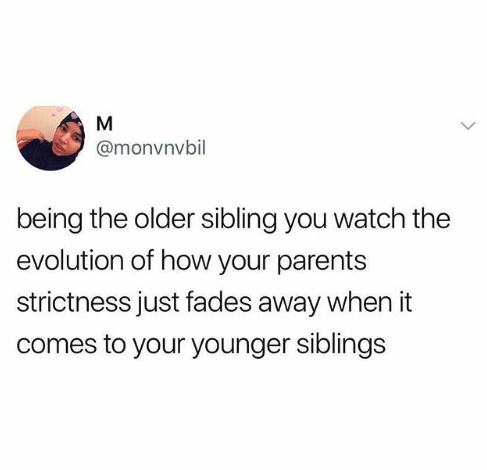 M
@monvnvbil
being the older sibling you watch the
evolution of how your parents
strictness just fades away when it
comes to your younger siblings